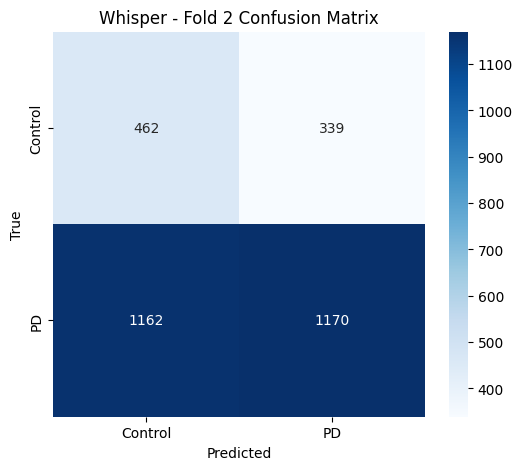 Whisper - Fold 2 Confusion Matrix
Control
462
339
True
PD
1162
1170
Control
PD
Predicted
1100
1000
900
800
700
600
500
400